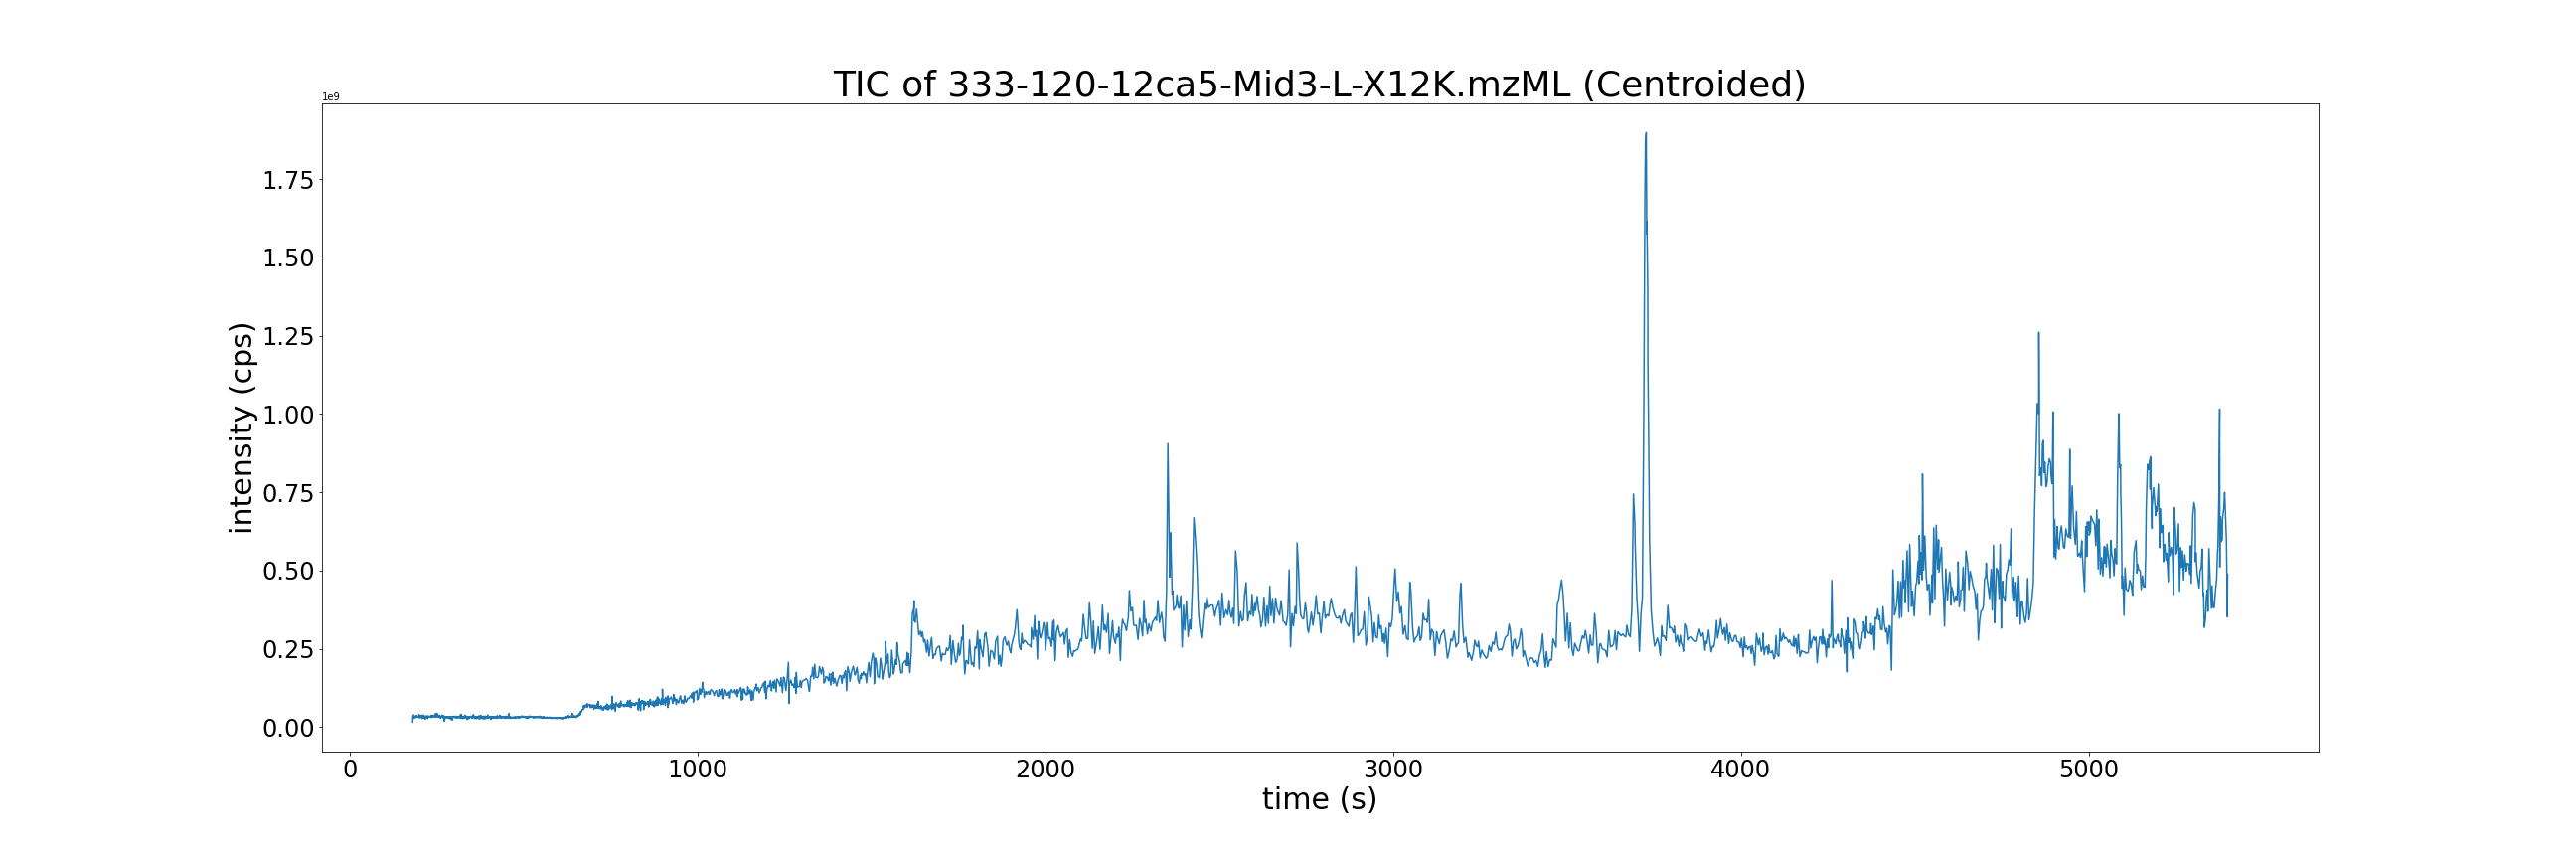 TIC of 333-120-12ca5-Mid3-L-X12K.mzML (Centroided)
1e9
1.75
1.50
1.25
1.00
0.75
0.50
0.25
0.00
intensity (cps)
0 1000 2000 3000 4000 5000
time (s)